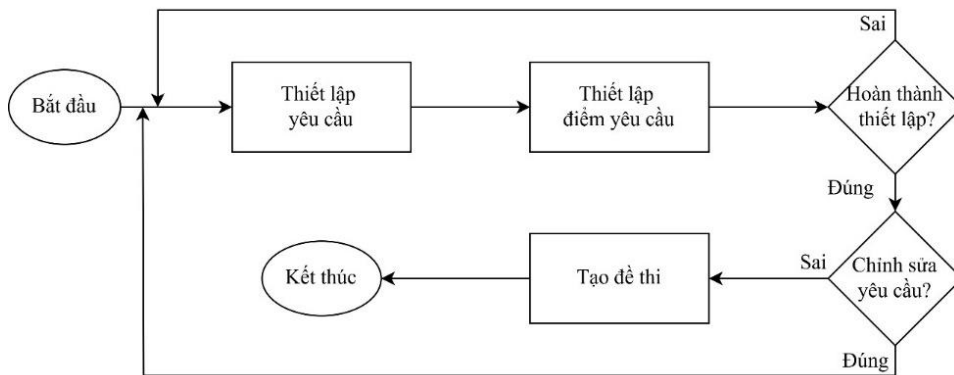 Sai
Bắt đầu
Thiết lập
yêu cầu
Thiết lập
điểm yêu cầu
Hoàn thành
thiết lập?
Đúng
Kết thúc
Tạo đề thi
Sai
Chỉnh sửa
yêu cầu?
Đúng